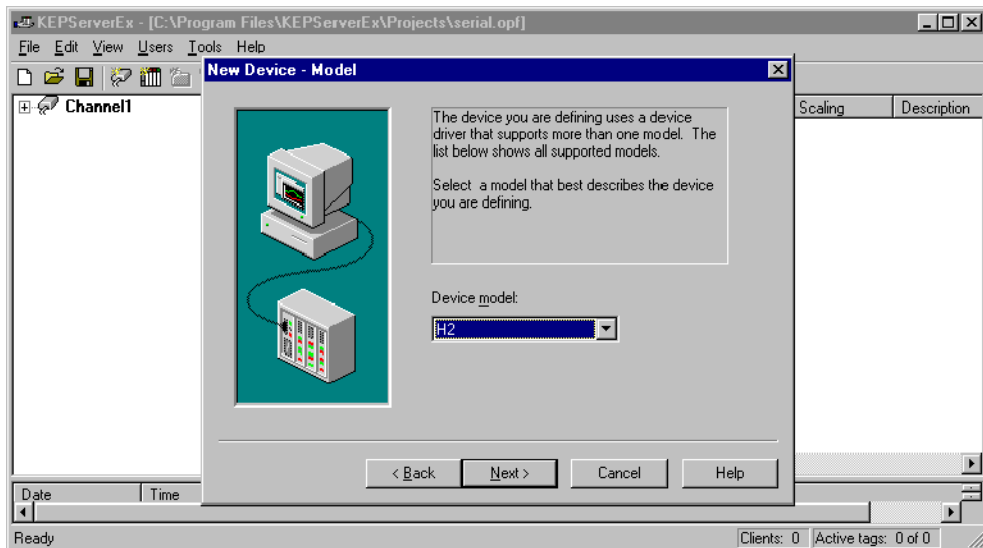 KEPServerEx - [C:\Program Files\KEPServerEx\Projects\serial.opf]
File Edit View Users Tools Help
New Device - Model
Channel1
Scaling
Description
The device you are defining uses a device
driver that supports more than one model. The
list below shows all supported models.
Select a model that best describes the device
you are defining.
Device model:
H2
< Back
Next >
Cancel
Help
Date
Time
Ready
Clients: 0
Active tags: 0 of 0